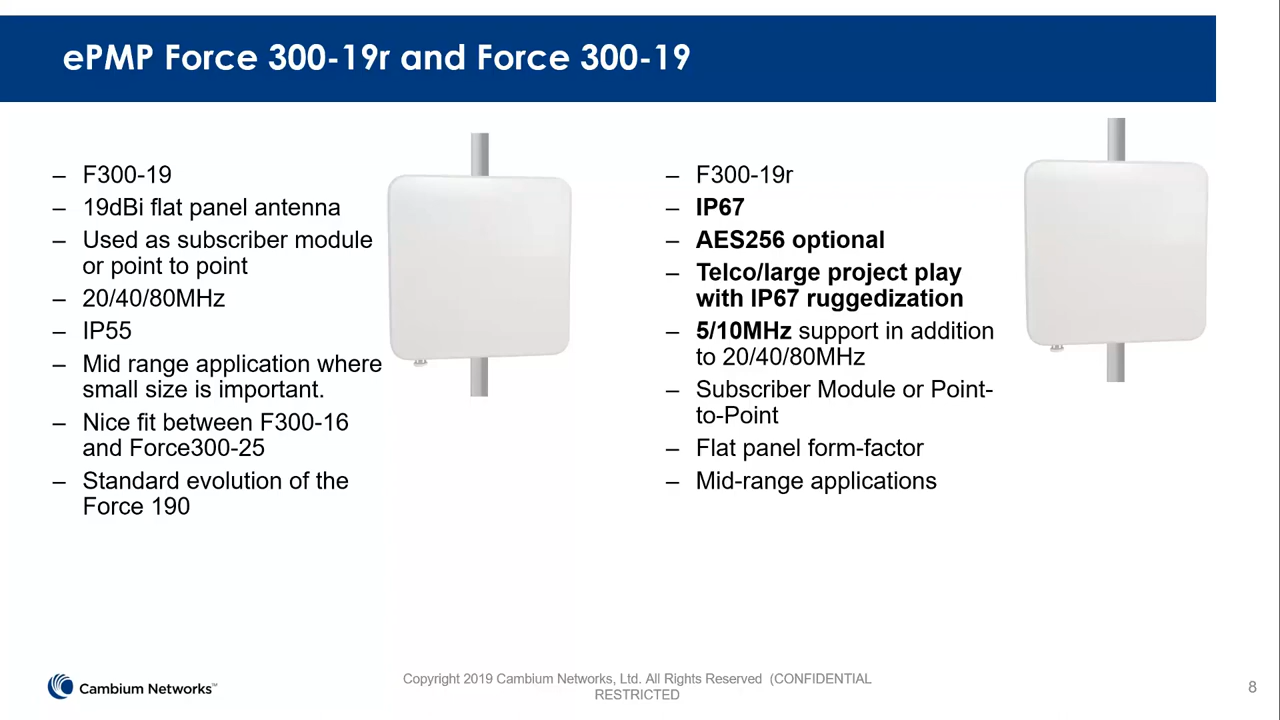 ePMP Force 300-19r and Force 300-19
– F300-19
– 19dBi flat panel antenna
– Used as subscriber module
or point to point
– 20/40/80MHz
– IP55
– Mid range application where
small size is important.
– Nice fit between F300-16
and Force300-25
– Standard evolution of the
Force 190
– F300-19r
– IP67
– AES256 optional
– Telco/large project play
with IP67 ruggedization
– 5/10MHz support in addition
to 20/40/80MHz
– Subscriber Module or Point-
to-Point
– Flat panel form-factor
– Mid-range applications
Cambium Networks™
Copyright 2019 Cambium Networks, Ltd. All Rights Reserved (CONFIDENTIAL
RESTRICTED
8